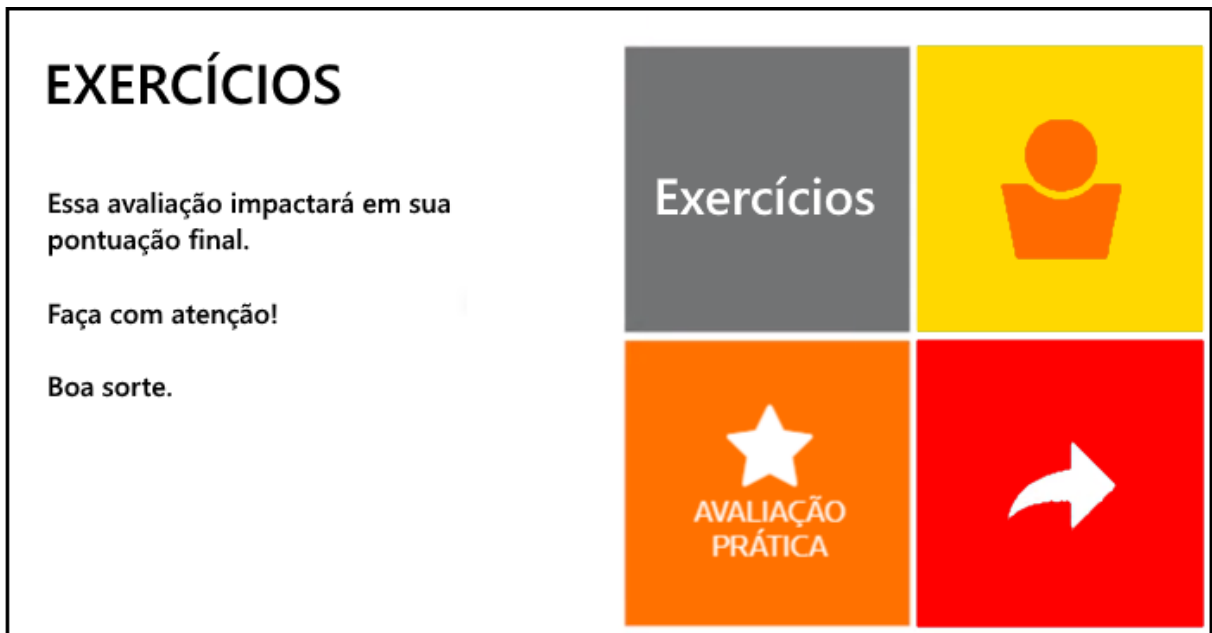 EXERCÍCIOS
Essa avaliação impactará em sua
pontuação final.
Faça com atenção!
Boa sorte.
Exercícios
AVALIAÇÃO
PRÁTICA